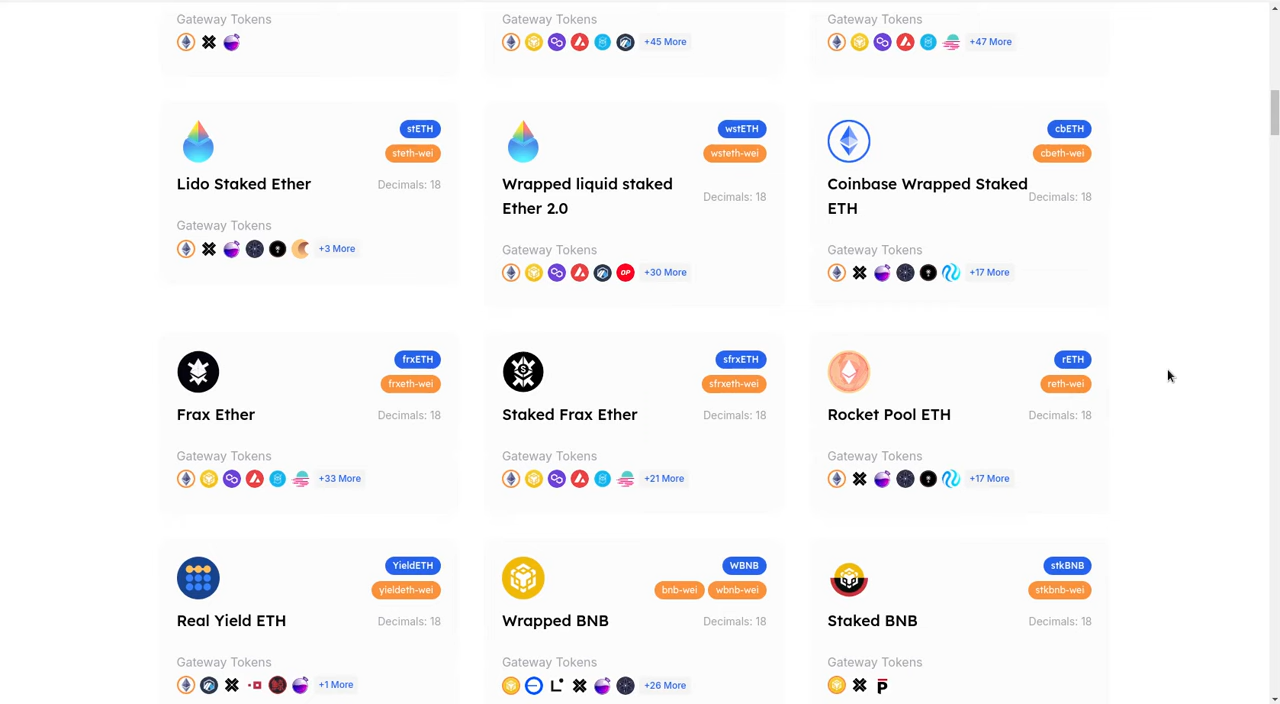 Gateway Tokens
Gateway Tokens
+45 More
Gateway Tokens
+47 More
stETH
steth-wei
Lido Staked Ether
Decimals: 18
Gateway Tokens
+3 More
wstETH
wsteth-wei
Wrapped liquid staked
Ether 2.0
Decimals: 18
Gateway Tokens
OP
+30 More
cbETH
cbeth-wei
Coinbase Wrapped Staked
ETH
Decimals: 18
Gateway Tokens
+17 More
frxETH
frxeth-wei
Frax Ether
Decimals: 18
Gateway Tokens
+33 More
sfrxETH
sfrxeth-wei
Staked Frax Ether
Decimals: 18
Gateway Tokens
+21 More
rETH
reth-wei
Rocket Pool ETH
Decimals: 18
Gateway Tokens
+17 More
YieldETH
yieldeth-wei
Real Yield ETH
Decimals: 18
Gateway Tokens
+1 More
WBNB
bnb-wei wbnb-wei
Wrapped BNB
Decimals: 18
Gateway Tokens
+26 More
stkBNB
stkbnb-wei
Staked BNB
Decimals: 18
Gateway Tokens